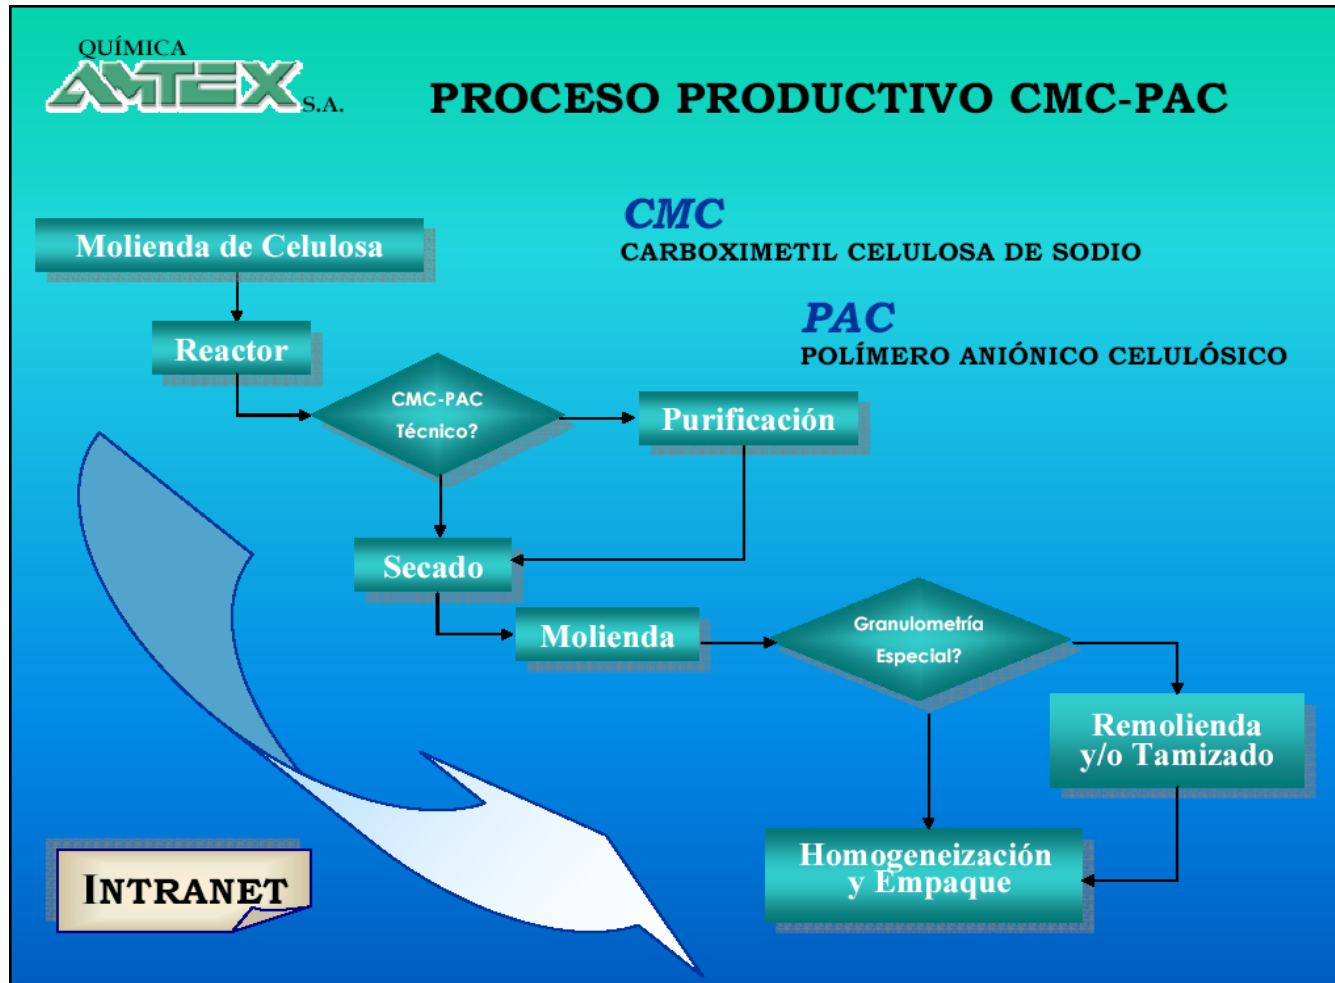 QUÍMICA
AMTEX S.A.
PROCESO PRODUCTIVO CMC-PAC
CMC
CARBOXIMETIL CELULOSA DE SODIO
PAC
POLÍMERO ANIÓNICO CELULÓSICO
Molienda de Celulosa
Reactor
CMC-PAC
Técnico?
Purificación
Secado
Molienda
Granulometría
Especial?
Remolienda
y/o Tamizado
Homogeneización
y Empaque
INTRANET